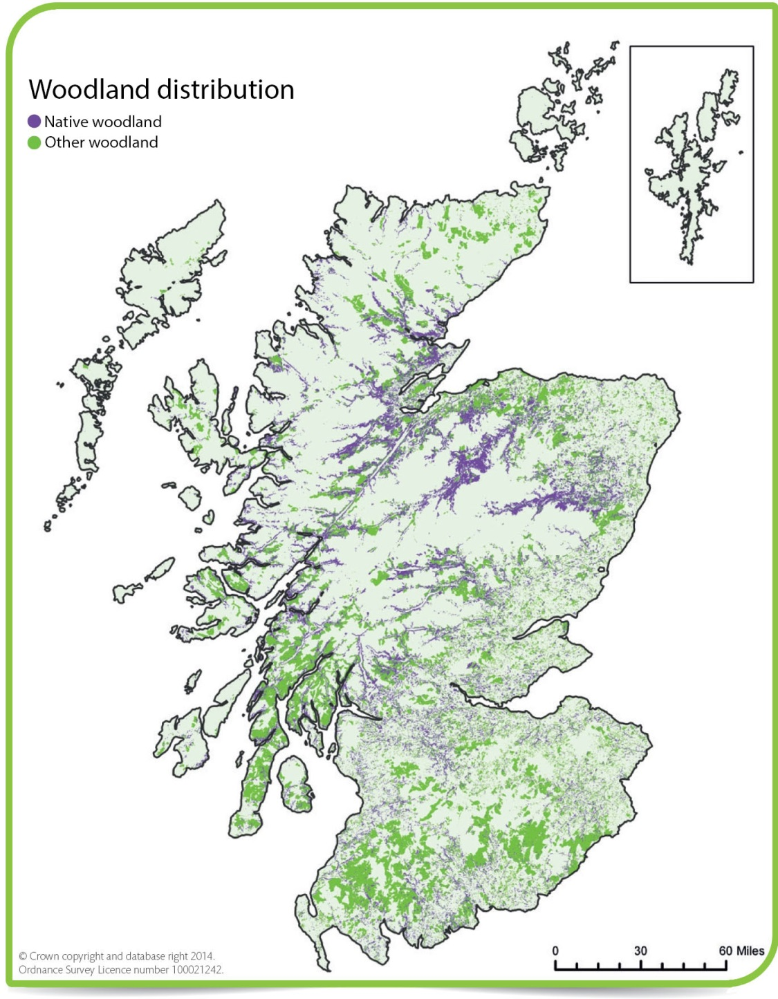 Woodland distribution
Native woodland
Other woodland
0 30 60 Miles
© Crown copyright and database right 2014.
Ordnance Survey Licence number 100021242.